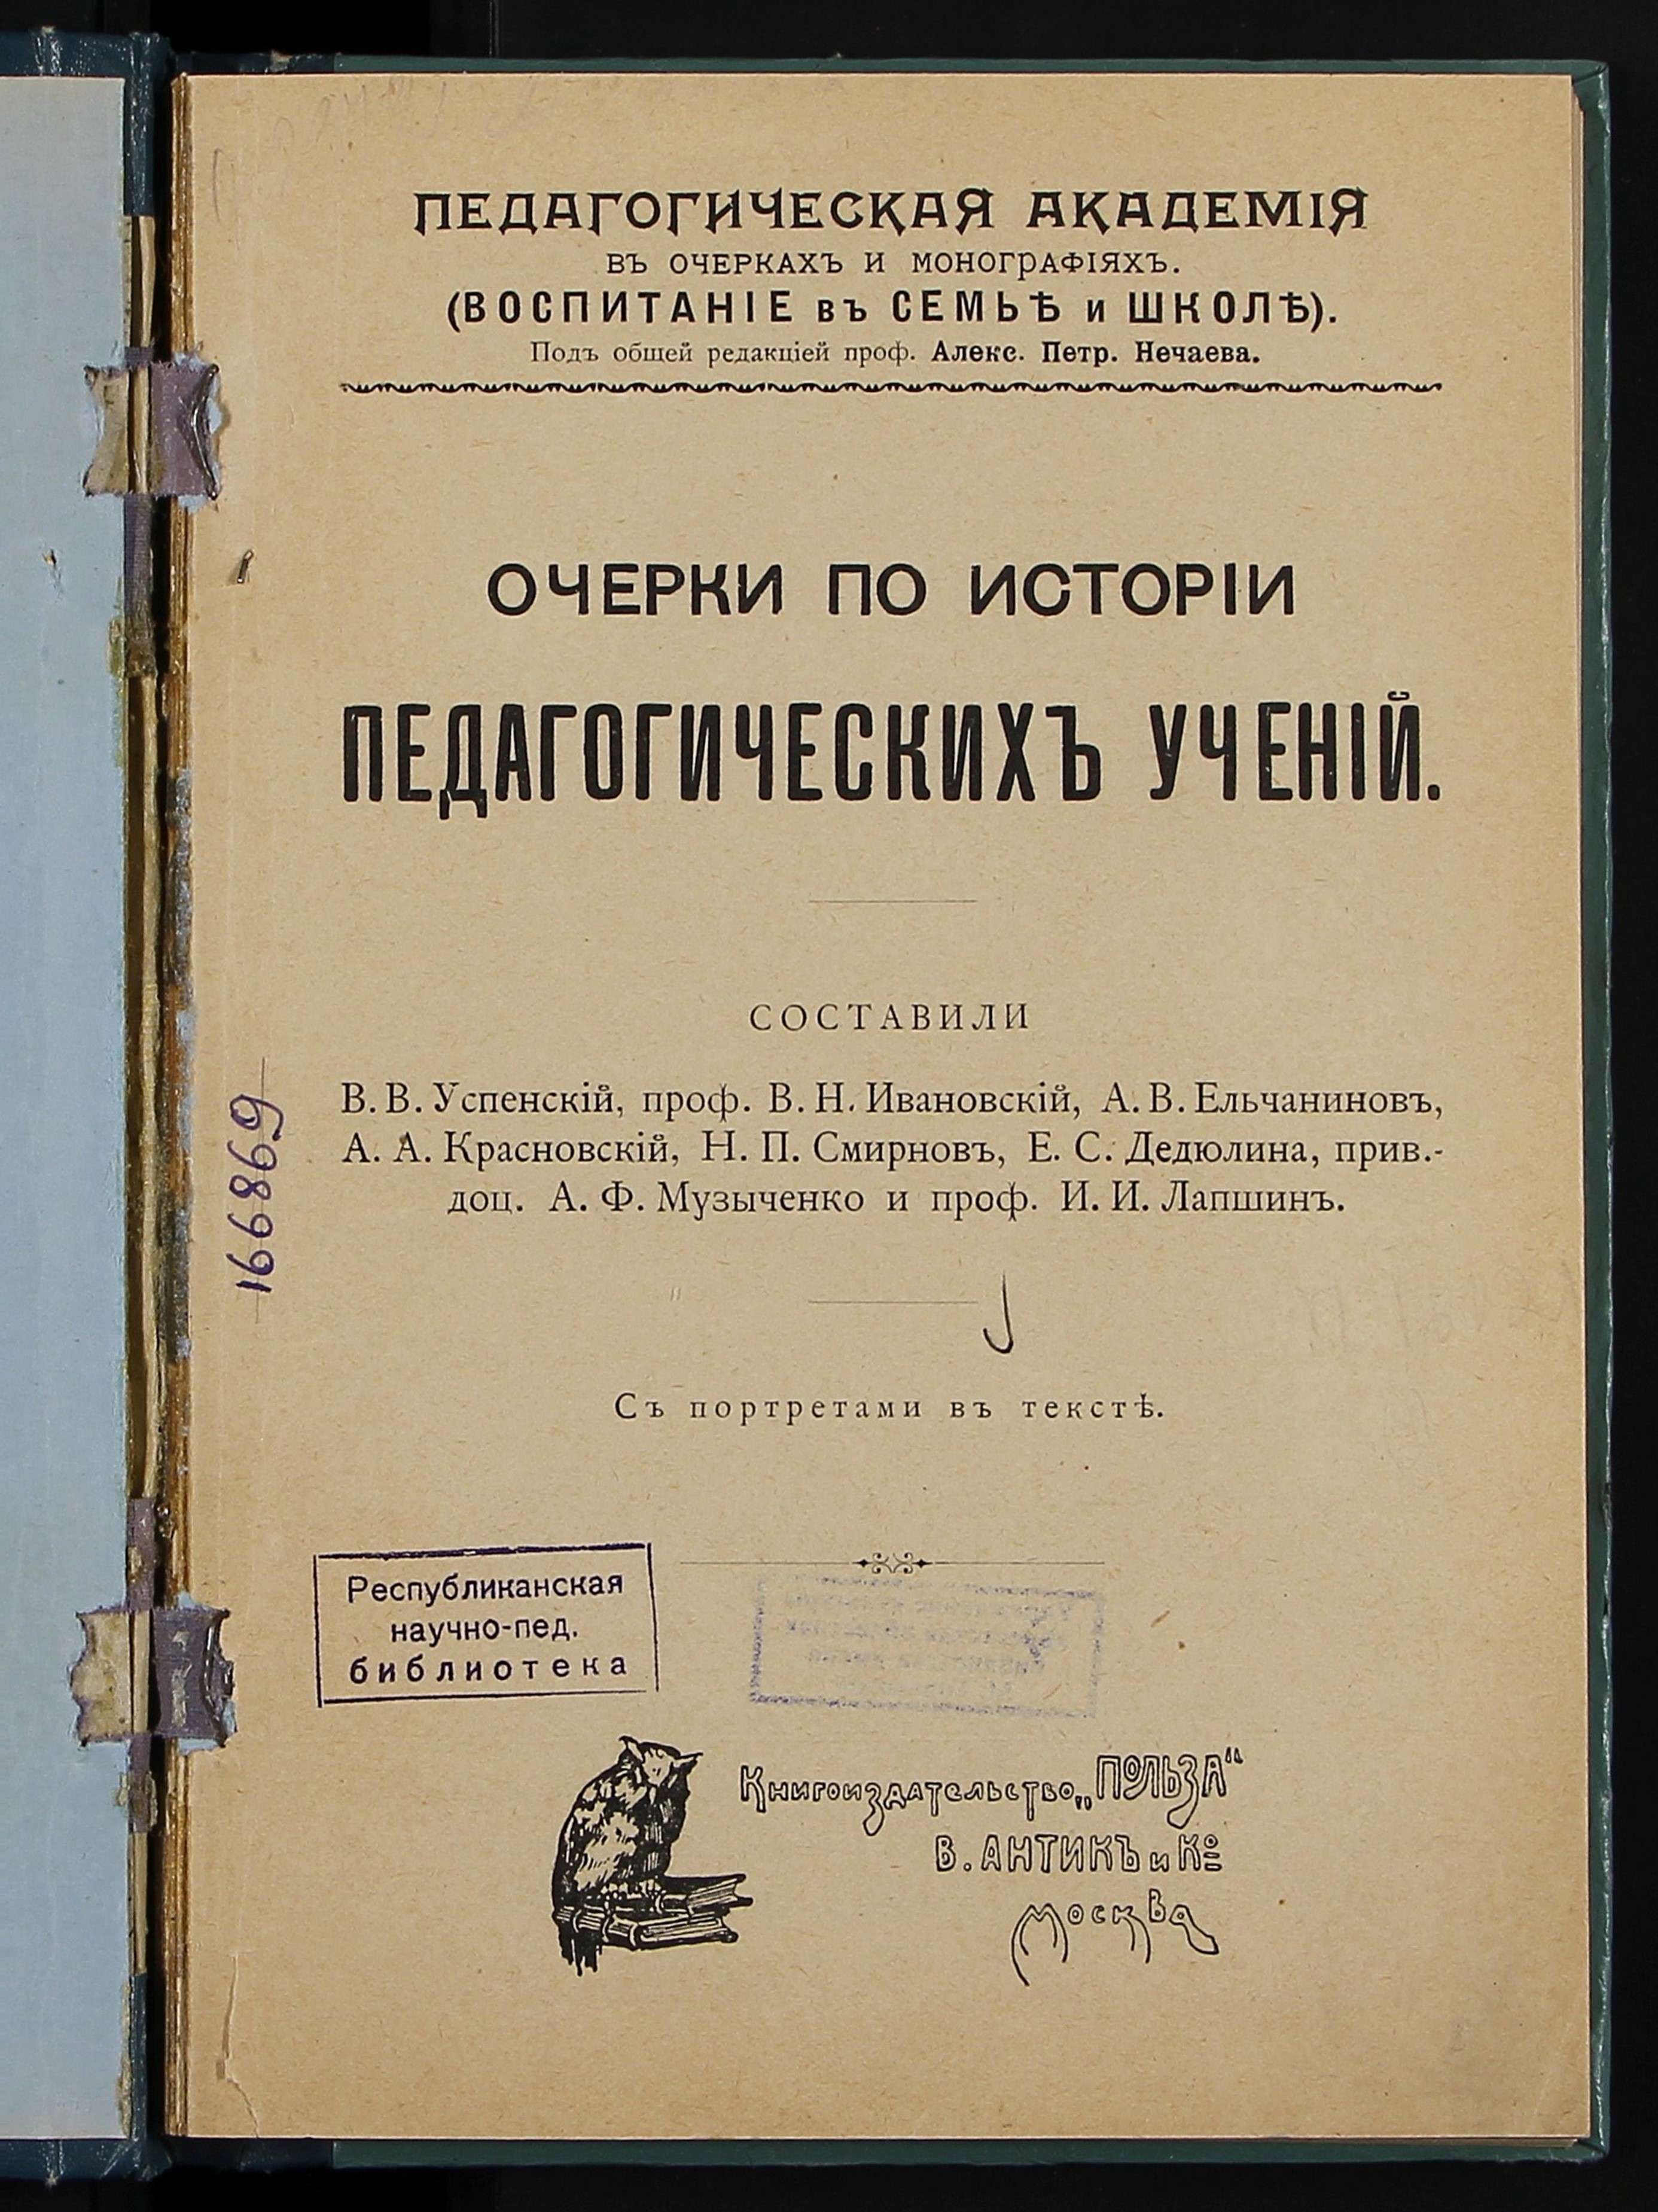 ПЕДАГОГИЧЕСКАЯ АКАДЕМІЯ
ВЪ ОЧЕРКАХЪ И МОНОГРАФІЯХЪ.
(ВОСПИТАНІЕ въ СЕМЬѢ и ШКОЛѢ).
Подъ общей редакціей проф. Алекс. Петр. Нечаева.
ОЧЕРКИ ПО ИСТОРІИ
ПЕДАГОГИЧЕСКИХЪ УЧЕНІЙ.
СОСТАВИЛИ
В. В. Успенскій, проф. В. Н. Ивановскій, А. В. Ельчаниновъ,
А. А. Красновскій, Н. П. Смирновъ, Е. С. Дедюлина, прив.-
доц. А. Ф. Музыченко и проф. И. И. Лапшинъ.
166869
Съ портретами въ текстѣ.
Республиканская
научно-пед.
библиотека
Книгоиздательство „ПОЛЬЗА"
В. АНТИКЪ и Ко
Москва